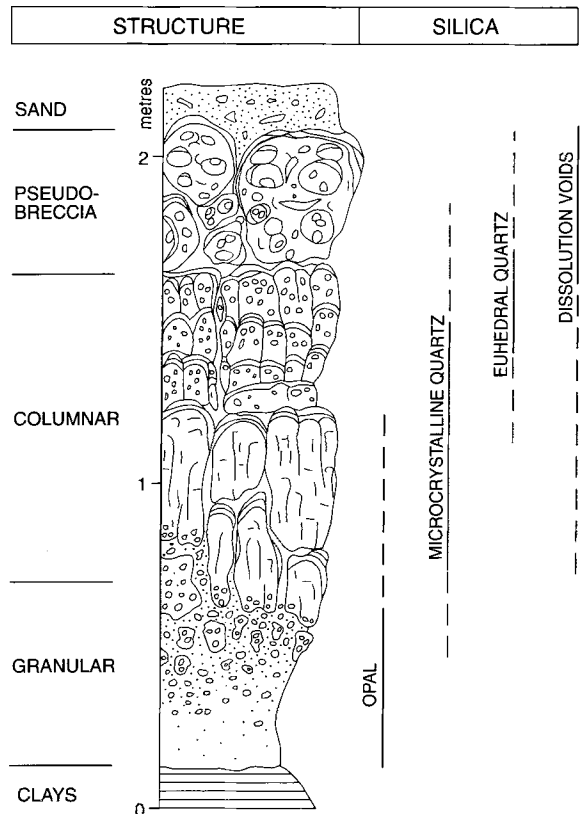 STRUCTURE
SILICA
metres
SAND
2
PSEUDO-
BRECCIA
COLUMNAR
1
GRANULAR
CLAYS
0
OPAL
MICROCRYSTALLINE QUARTZ
EUHEDRAL QUARTZ
DISSOLUTION VOIDS